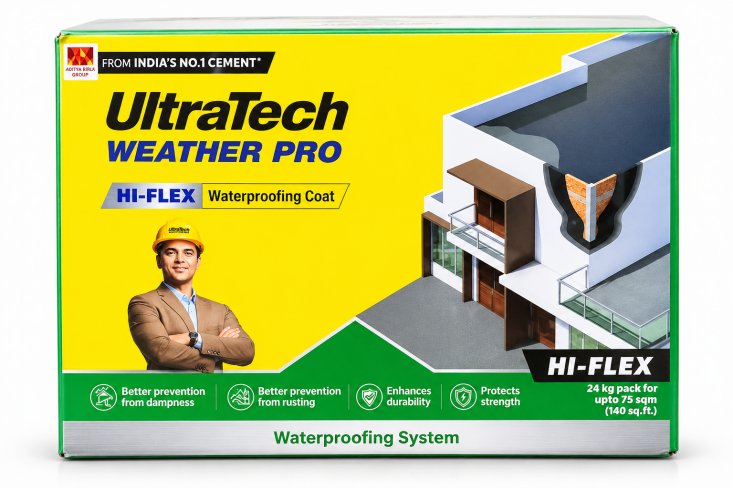 ADITYA BIRLA
GROUP
FROM INDIA'S NO.1 CEMENT*
UltraTech
WEATHER PRO
HI-FLEX Waterproofing Coat
UltraTech
HI-FLEX
24 kg pack for
upto 75 sqm
(140 sq.ft.)
Better prevention
from dampness
Better prevention
from rusting
Enhances
durability
Protects
strength
Waterproofing System